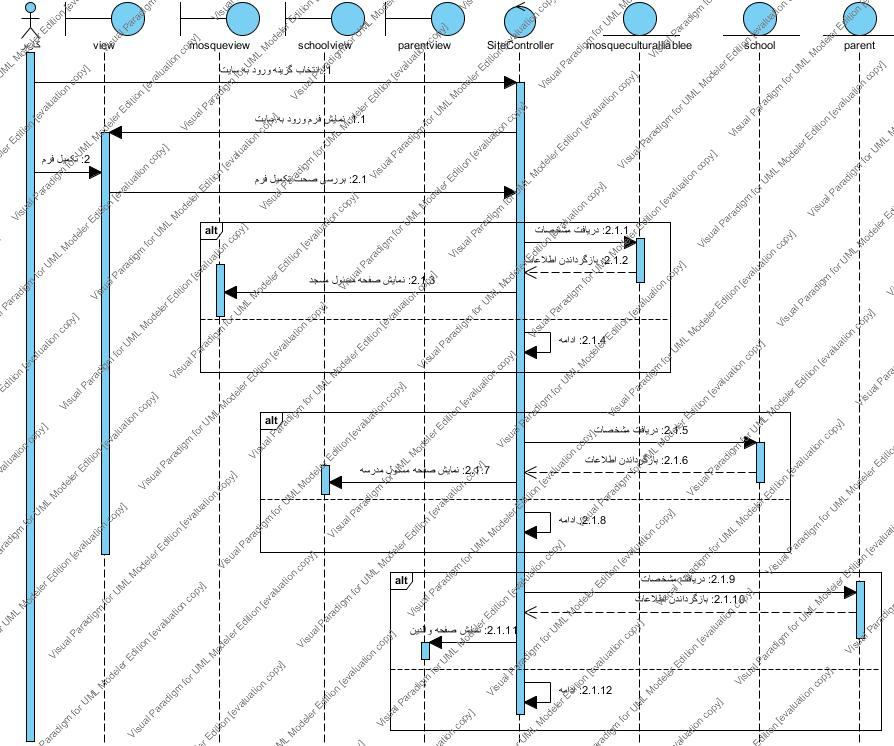 view
mosqueview
schoolview
parentview
SiteController
school
parent
1: انتخاب گزینه ورود به سایت
1.1: نمایش فرم ورود به سایت
2: تکمیل فرم
2.1: بررسی صحت تکمیل فرم
alt
2.1.1: دریافت مشخصات
2.1.2: بازگرداندن اطلاعات
2.1.3: نمایش صفحه مسئول مسجد
2.1.4: ادامه
alt
2.1.5: دریافت مشخصات
2.1.6: بازگرداندن اطلاعات
2.1.7: نمایش صفحه مسئول مدرسه
2.1.8: ادامه
alt
2.1.9: دریافت مشخصات
2.1.10: بازگرداندن اطلاعات
2.1.11: نمایش صفحه والدین
2.1.12: ادامه
Visual Paradigm for UML Modeler Edition [evaluation copy]